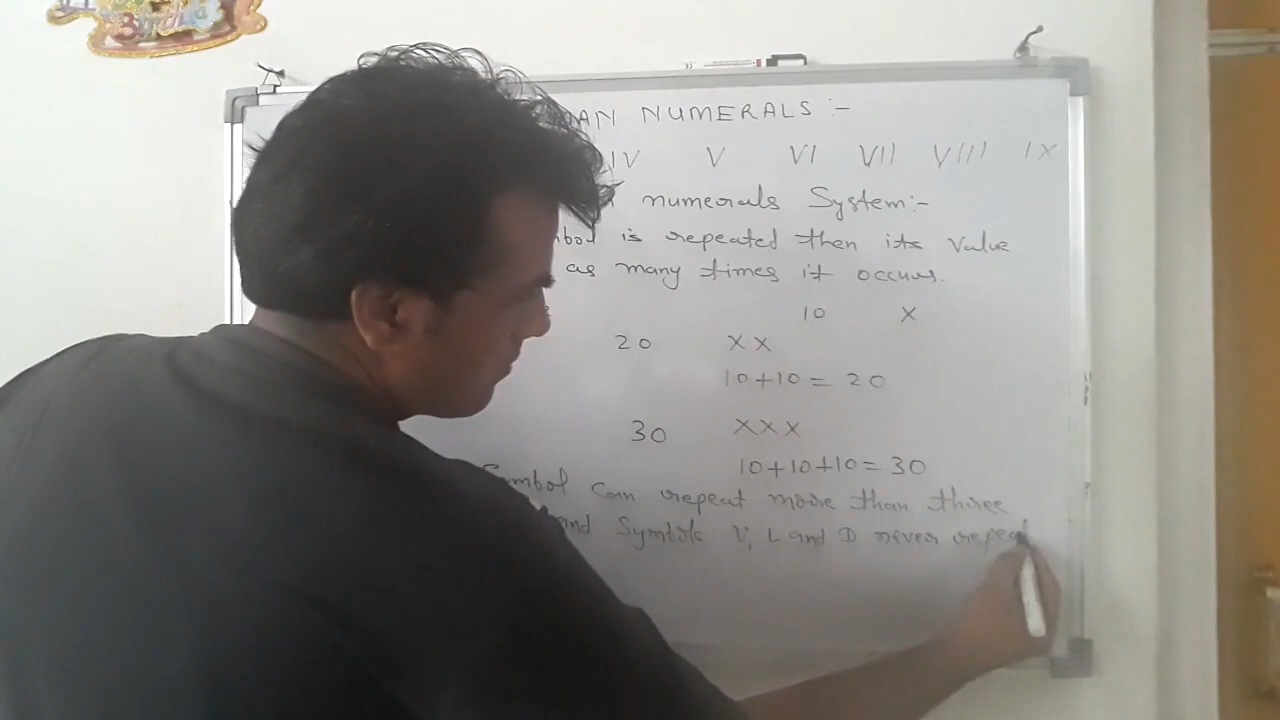 AN NUMERALS :-
IV V VI VII VIII IX
numerals System:-
bol is repeated then its Value
as many times it occurs.
10 X
20 XX
10+10 = 20
30 XXX
10+10+10 = 30
Symbol Can repeat more than three
and Symbols V, L and D never repeat